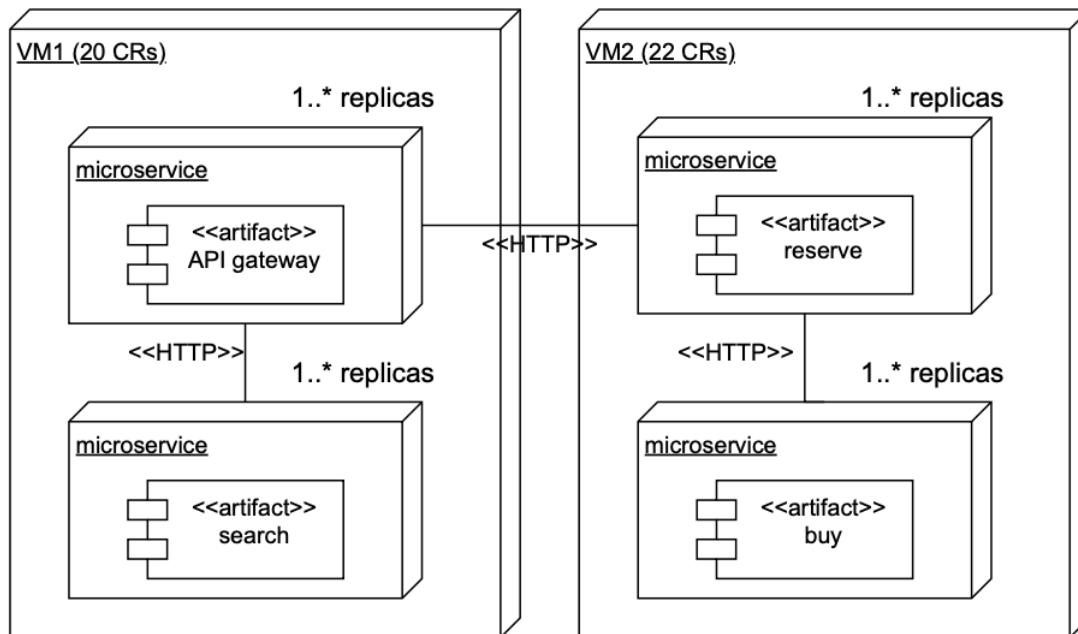 VM1 (20 CRs)
1..* replicas
microservice
<<artifact>>
API gateway
<<HTTP>>
1..* replicas
microservice
<<artifact>>
search
<<HTTP>>
VM2 (22 CRs)
1..* replicas
microservice
<<artifact>>
reserve
<<HTTP>>
1..* replicas
microservice
<<artifact>>
buy